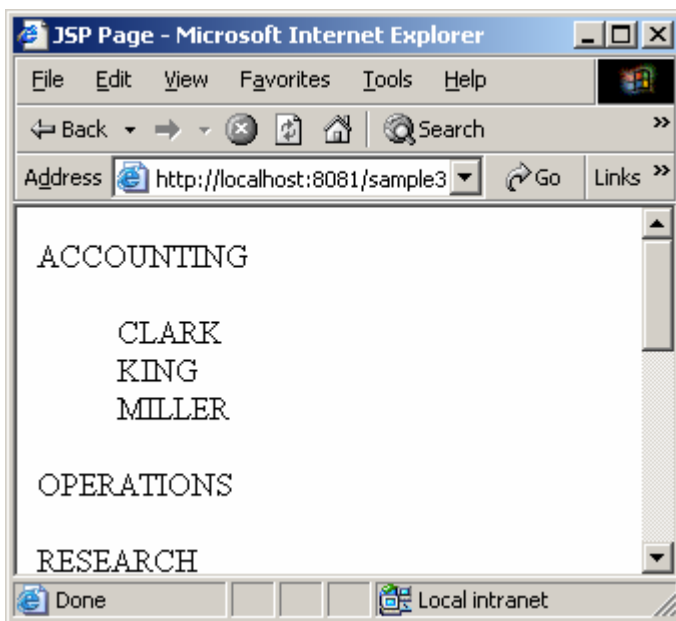 JSP Page - Microsoft Internet Explorer
File Edit View Favorites Tools Help
Back Search »
Address http://localhost:8081/sample3 Go Links »
ACCOUNTING
CLARK
KING
MILLER
OPERATIONS
RESEARCH
Done Local intranet